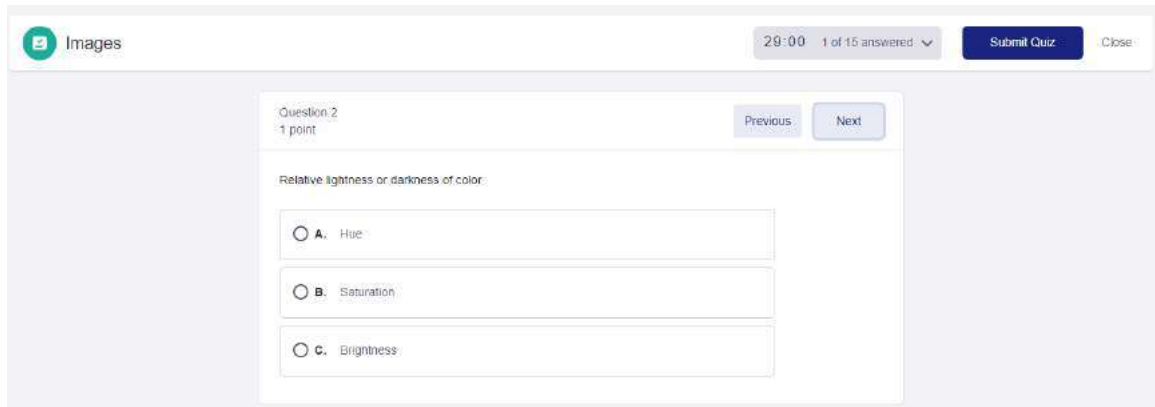 Images
29:00 1 of 15 answered
Submit Quiz
Close
Question 2
1 point
Previous
Next
Relative lightness or darkness of color
A. Hue
B. Saturation
C. Brightness